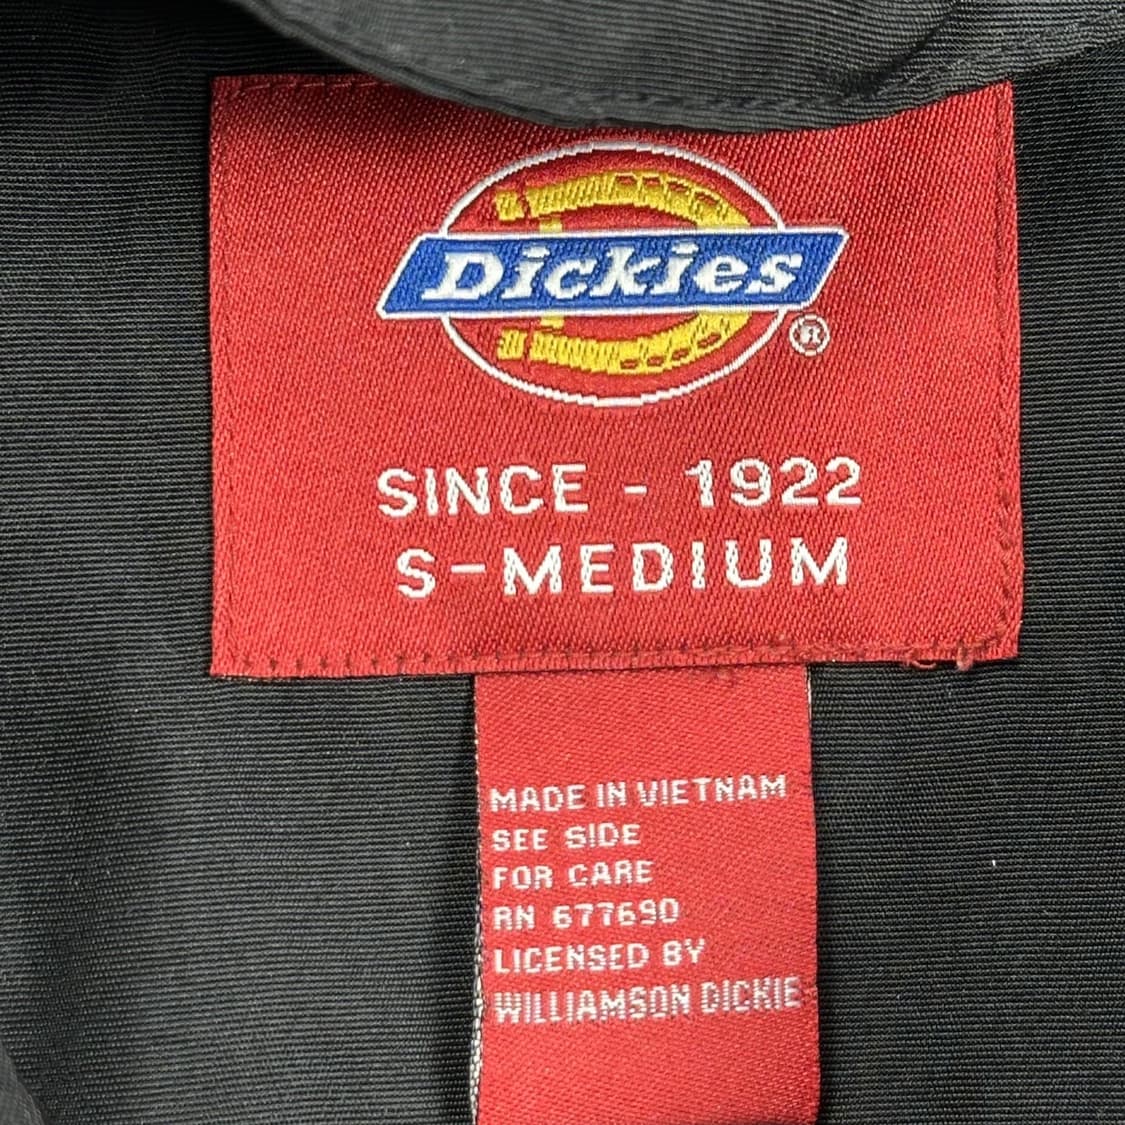 Dickies
®
SINCE - 1922
S-MEDIUM
MADE IN VIETNAM
SEE SIDE
FOR CARE
RN 677690
LICENSED BY
WILLIAMSON DICKIE